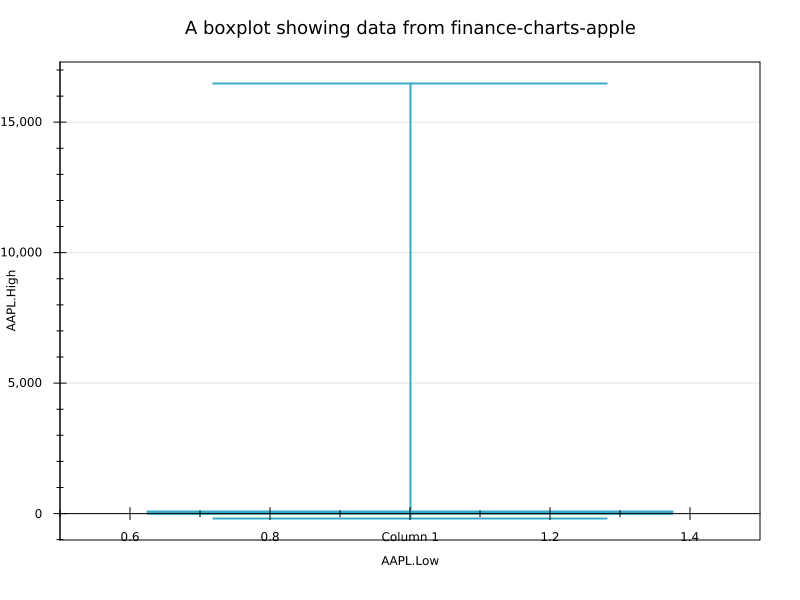 A boxplot showing data from finance-charts-apple
15,000
10,000
5,000
0
AAPL.High
0.6
0.8
Column 1
1.2
1.4
AAPL.Low